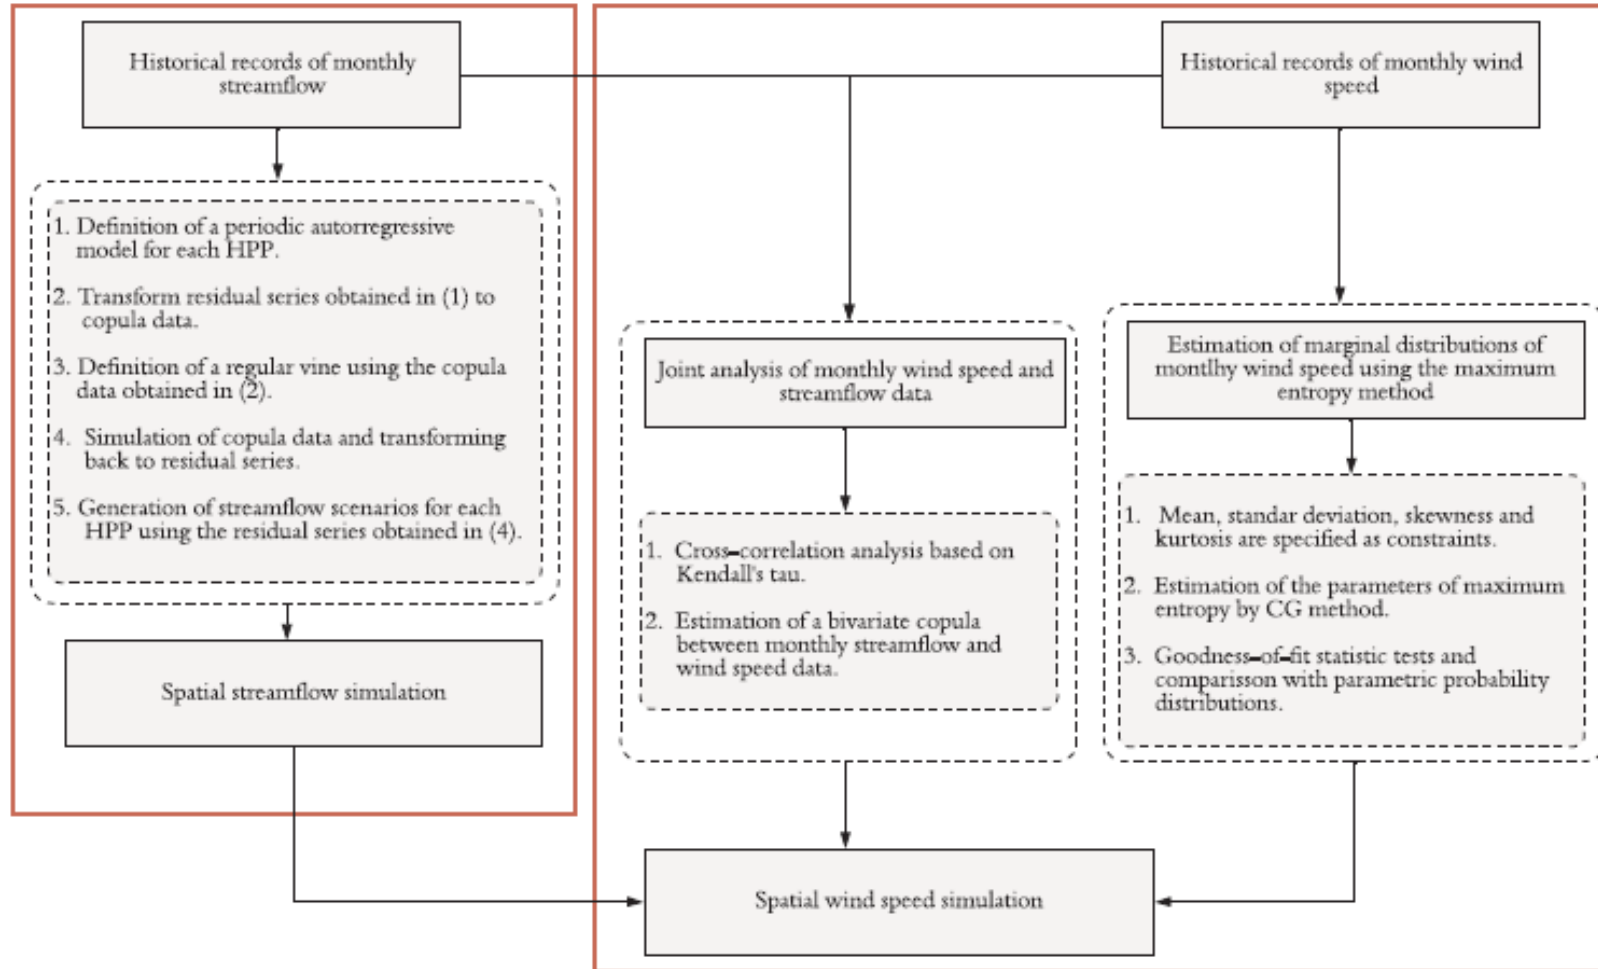 Historical records of monthly
streamflow
Historical records of monthly wind
speed
1. Definition of a periodic autorregressive
model for each HPP.
2. Transform residual series obtained in (1) to
copula data.
3. Definition of a regular vine using the copula
data obtained in (2).
4. Simulation of copula data and transforming
back to residual series.
5. Generation of streamflow scenarios for each
HPP using the residual series obtained in (4).
Spatial streamflow simulation
Joint analysis of monthly wind speed and
streamflow data
1. Cross-correlation analysis based on
Kendall's tau.
2. Estimation of a bivariate copula
between monthly streamflow and
wind speed data.
Estimation of marginal distributions of
montlhy wind speed using the maximum
entropy method
1. Mean, standar deviation, skewness and
kurtosis are specified as constraints.
2. Estimation of the parameters of maximum
entropy by CG method.
3. Goodness-of-fit statistic tests and
comparisson with parametric probability
distributions.
Spatial wind speed simulation